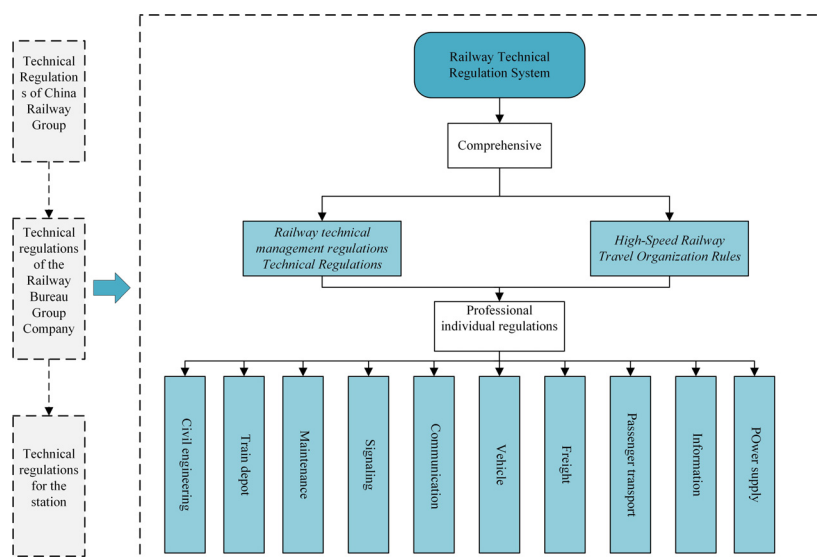 Technical
Regulation
s of China
Railway
Group
Technical
regulations
of the
Railway
Bureau
Group
Company
Technical
regulations
for the
station
Railway Technical
Regulation System
Comprehensive
Railway technical
management regulations
Technical Regulations
High-Speed Railway
Travel Organization Rules
Professional
individual regulations
Civil engineering
Train depot
Maintenance
Signaling
Communication
Vehicle
Freight
Passenger transport
Information
POwer supply